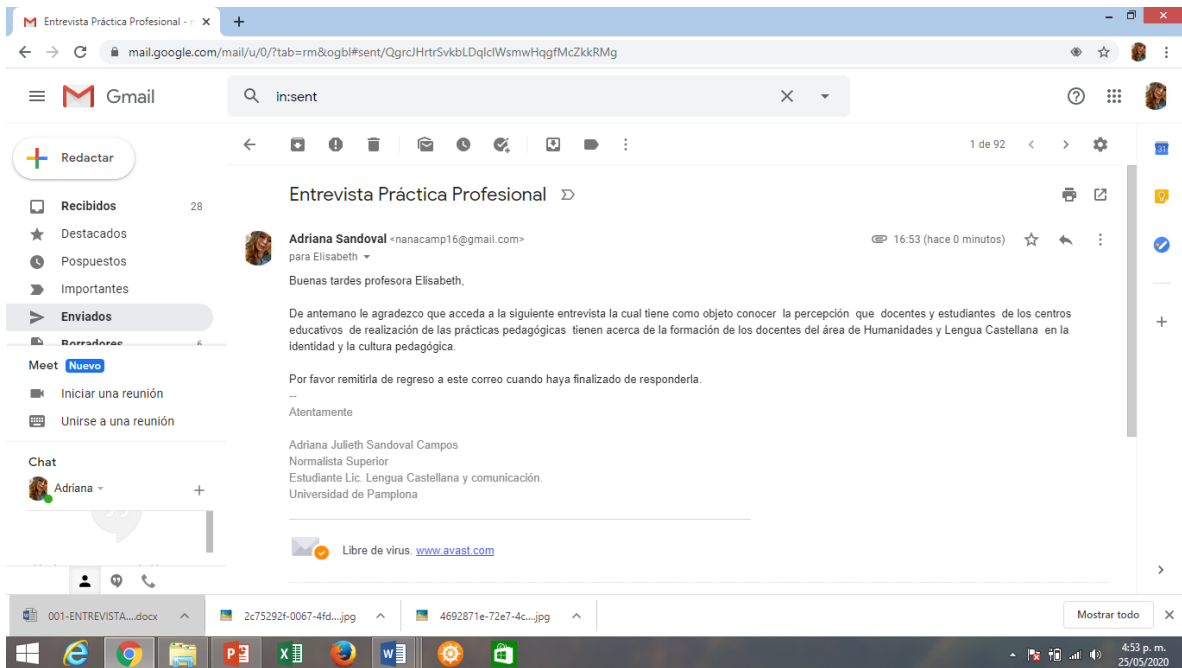 Entrevista Práctica Profesional - r
mail.google.com/mail/u/0/?tab=rm&ogbl#sent/QgrcJHrtrSvkbLDqlclWsmwHqgfMcZkkRMg
Gmail
in:sent
Redactar
1 de 92
31
Recibidos 28
Destacados
Pospuestos
Importantes
Enviados
Borradores 6
Meet Nuevo
Iniciar una reunión
Unirse a una reunión
Chat
Adriana
Entrevista Práctica Profesional
Adriana Sandoval <nanacamp16@gmail.com>
16:53 (hace 0 minutos)
para Elisabeth
Buenas tardes profesora Elisabeth,
De antemano le agradezco que acceda a la siguiente entrevista la cual tiene como objeto conocer la percepción que docentes y estudiantes de los centros
educativos de realización de las prácticas pedagógicas tienen acerca de la formación de los docentes del área de Humanidades y Lengua Castellana en la
identidad y la cultura pedagógica.
Por favor remitirla de regreso a este correo cuando haya finalizado de responderla.
--
Atentamente
Adriana Julieth Sandoval Campos
Normalista Superior
Estudiante Lic. Lengua Castellana y comunicación.
Universidad de Pamplona
Libre de virus. www.avast.com
001-ENTREVISTA....docx
2c75292f-0067-4fd....jpg
4692871e-72e7-4c....jpg
Mostrar todo
4:53 p. m.
25/05/2020